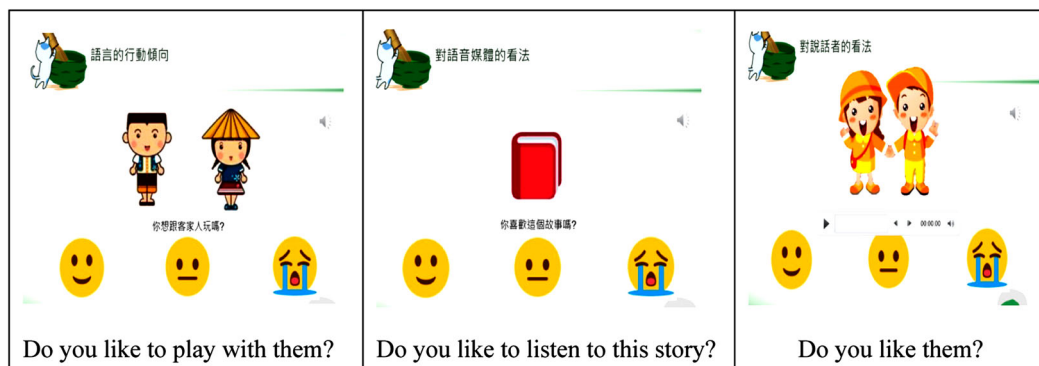 語言的行動傾向
你想跟客家人玩嗎?
Do you like to play with them?
對語音媒體的看法
你喜歡這個故事嗎?
Do you like to listen to this story?
對說話者的看法
00:00.00
Do you like them?